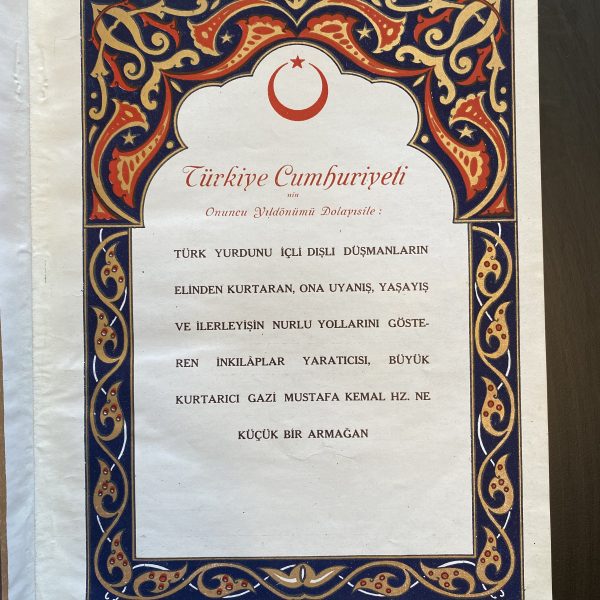 Türkiye Cumhuriyeti
nin
Onuncu Yıldönümü Dolayısile :
TÜRK YURDUNU İÇLİ DIŞLI DÜŞMANLARIN
ELİNDEN KURTARAN, ONA UYANIŞ, YAŞAYIŞ
VE İLERLEYİŞİN NURLU YOLLARINI GÖSTE-
REN İNKILÂPLAR YARATICISI, BÜYÜK
KURTARICI GAZİ MUSTAFA KEMAL HZ. NE
KÜÇÜK BİR ARMAĞAN